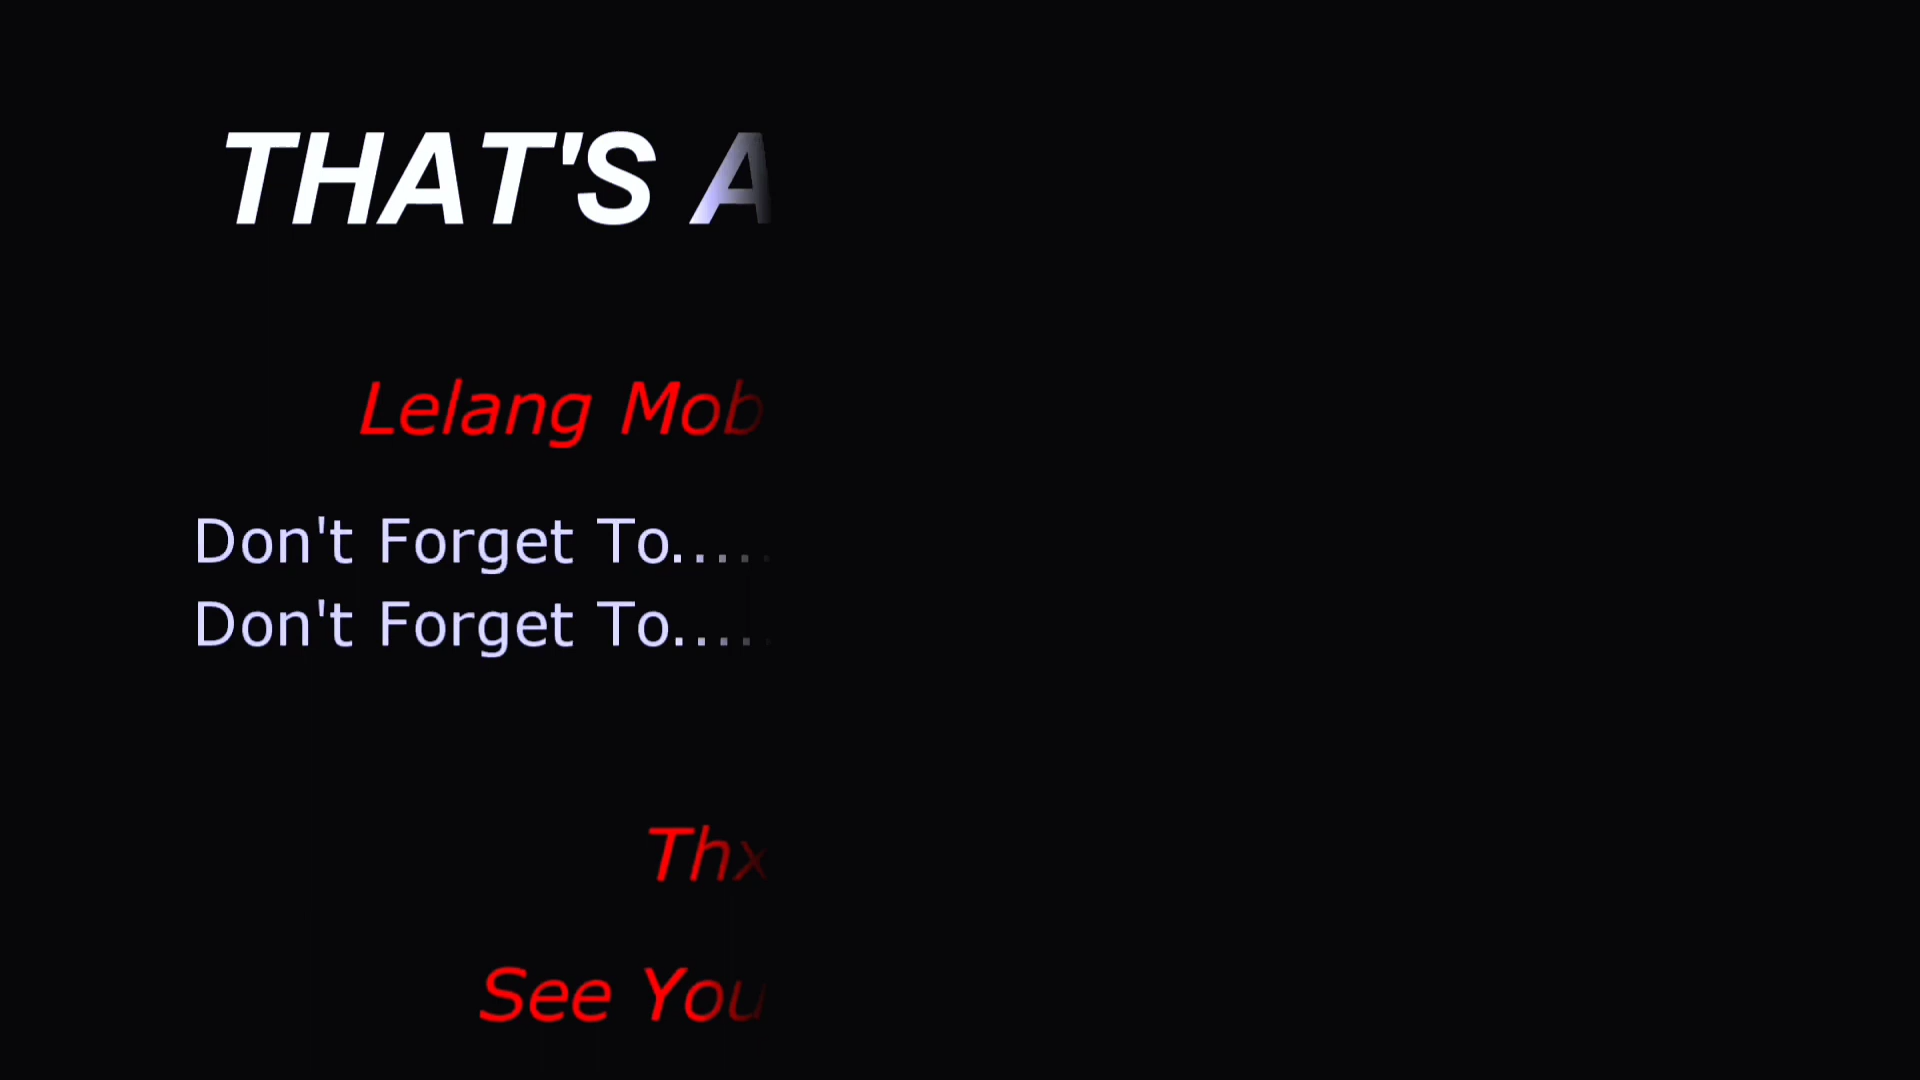 THAT'S A
Lelang Mob
Don't Forget To.....
Don't Forget To.....
Thx
See You